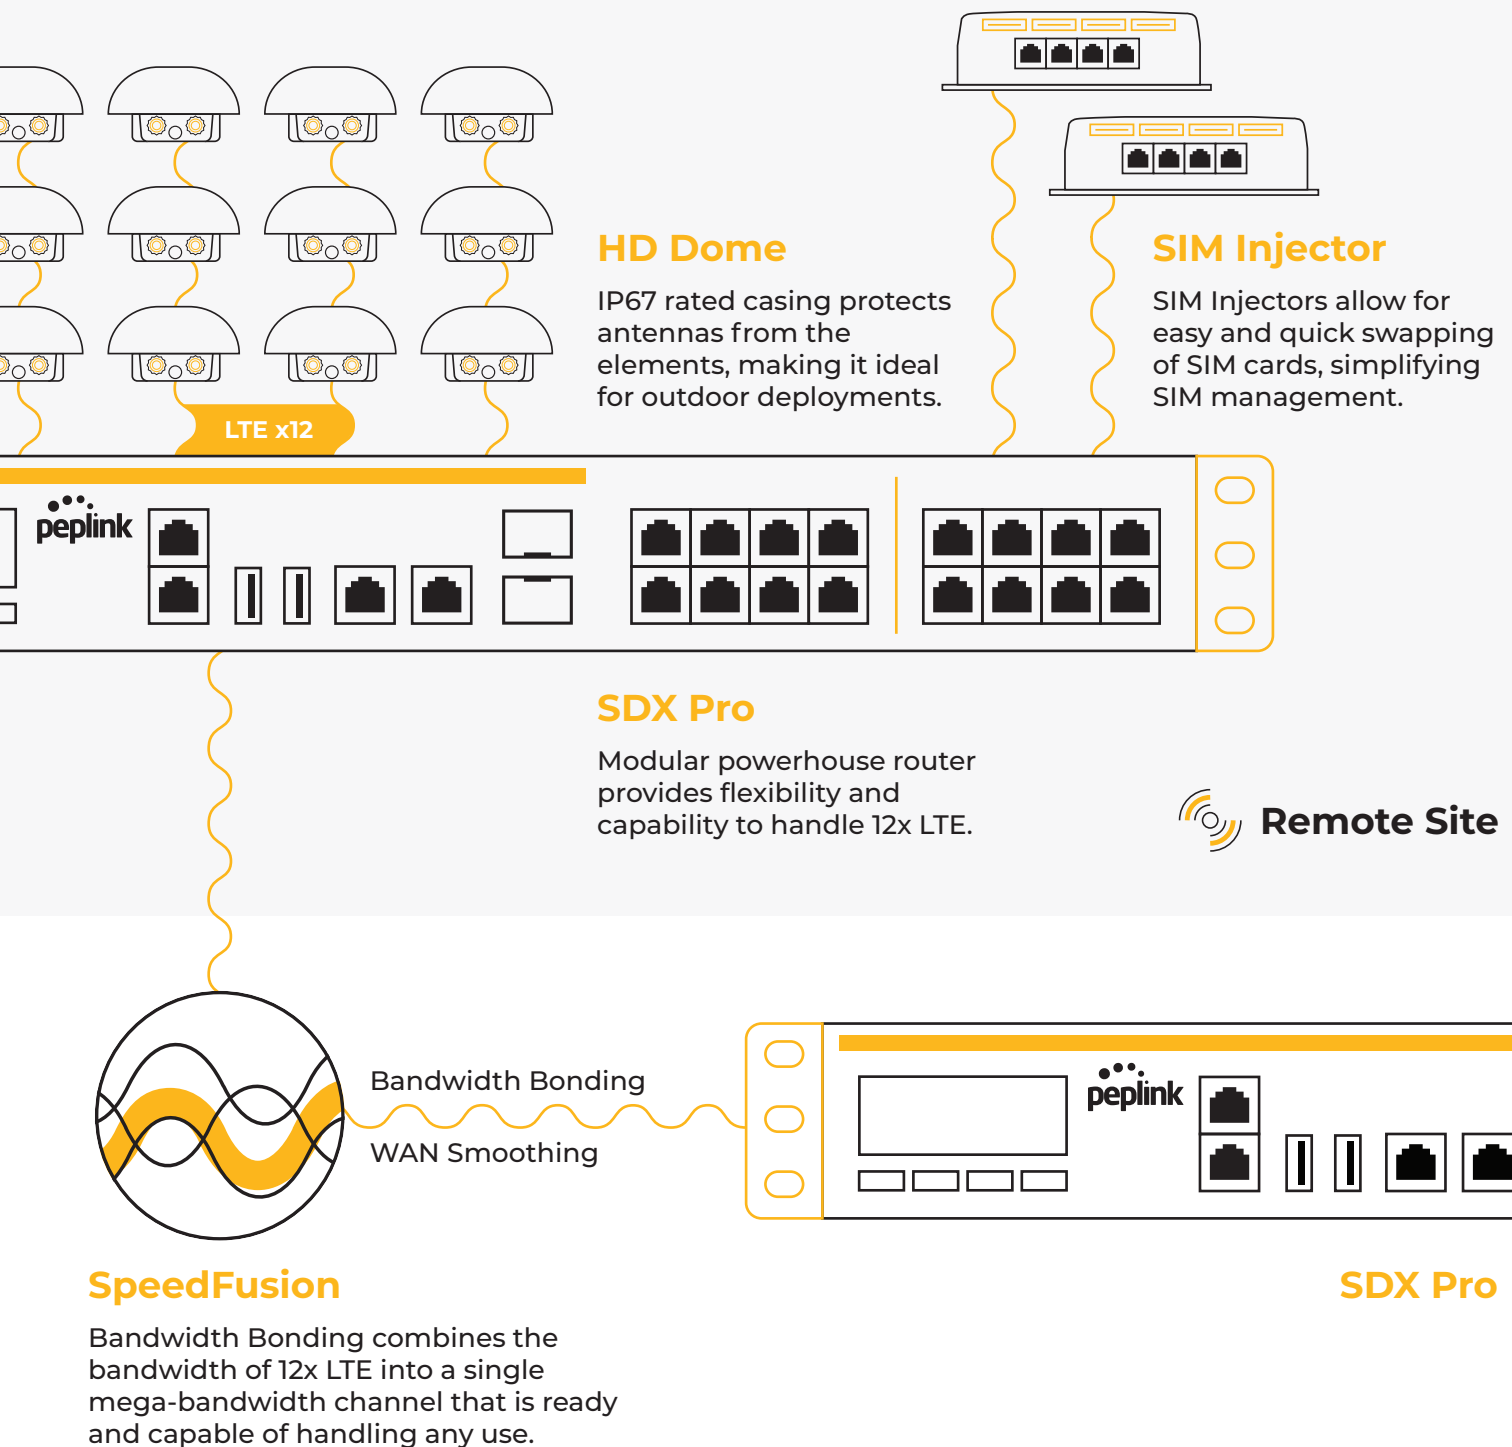 HD Dome
IP67 rated casing protects
antennas from the
elements, making it ideal
for outdoor deployments.
SIM Injector
SIM Injectors allow for
easy and quick swapping
of SIM cards, simplifying
SIM management.
LTE x12
peplink
SDX Pro
Modular powerhouse router
provides flexibility and
capability to handle 12x LTE.
Remote Site
Bandwidth Bonding
WAN Smoothing
peplink
SpeedFusion
Bandwidth Bonding combines the
bandwidth of 12x LTE into a single
mega-bandwidth channel that is ready
and capable of handling any use.
SDX Pro